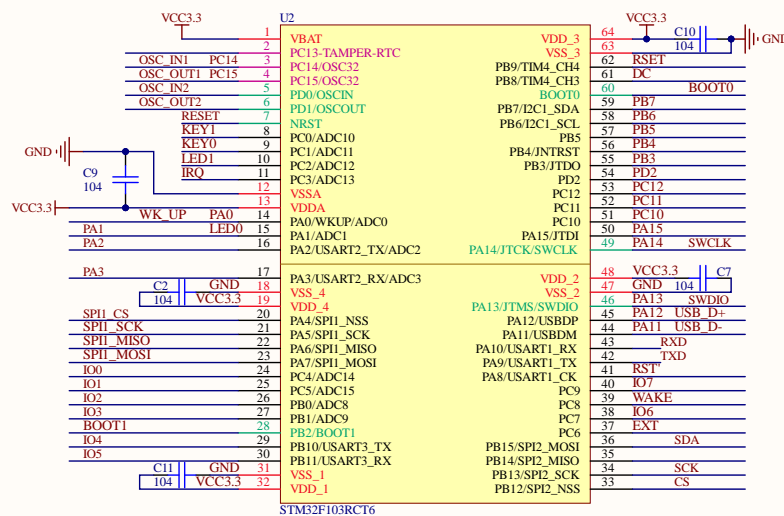 VCC3.3 U2 VCC3.3 C10
1 VBAT VDD_3 64 104 GND
2 PC13-TAMPER-RTC VSS_3 63
OSC_IN1 PC14 3 PC14/OSC32 PB9/TIM4_CH4 62 RSET
OSC_OUT1 PC15 4 PC15/OSC32 PB8/TIM4_CH3 61 DC
OSC_IN2 5 PD0/OSCIN BOOT0 60 BOOT0
OSC_OUT2 6 PD1/OSCOUT PB7/I2C1_SDA 59 PB7
RESET 7 NRST PB6/I2C1_SCL 58 PB6
KEY1 8 PC0/ADC10 PB5 57 PB5
KEY0 9 PC1/ADC11 PB4/JNTRST 56 PB4
GND LED1 10 PC2/ADC12 PB3/JTDO 55 PB3
C9 IRQ 11 PC3/ADC13 PD2 54 PD2
104 12 VSSA PC12 53 PC12
VCC3.3 13 VDDA PC11 52 PC11
WK_UP PA0 14 PA0/WKUP/ADC0 PC10 51 PC10
PA1 LED0 15 PA1/ADC1 PA15/JTDI 50 PA15
PA2 16 PA2/USART2_TX/ADC2 PA14/JTCK/SWCLK 49 PA14 SWCLK
PA3 17 PA3/USART2_RX/ADC3 VDD_2 48 VCC3.3 C7
C2 GND 18 VSS_4 VSS_2 47 GND 104
104 VCC3.3 19 VDD_4 PA13/JTMS/SWDIO 46 PA13 SWDIO
SPI1_CS 20 PA4/SPI1_NSS PA12/USBDP 45 PA12 USB_D+
SPI1_SCK 21 PA5/SPI1_SCK PA11/USBDM 44 PA11 USB_D-
SPI1_MISO 22 PA6/SPI1_MISO PA10/USART1_RX 43 RXD
SPI1_MOSI 23 PA7/SPI1_MOSI PA9/USART1_TX 42 TXD
IO0 24 PC4/ADC14 PA8/USART1_CK 41 RST'
IO1 25 PC5/ADC15 PC9 40 IO7
IO2 26 PB0/ADC8 PC8 39 WAKE
IO3 27 PB1/ADC9 PC7 38 IO6
BOOT1 28 PB2/BOOT1 PC6 37 EXT
IO4 29 PB10/USART3_TX PB15/SPI2_MOSI 36 SDA
IO5 30 PB11/USART3_RX PB14/SPI2_MISO 35
C11 GND 31 VSS_1 PB13/SPI2_SCK 34 SCK
104 VCC3.3 32 VDD_1 PB12/SPI2_NSS 33 CS
STM32F103RCT6